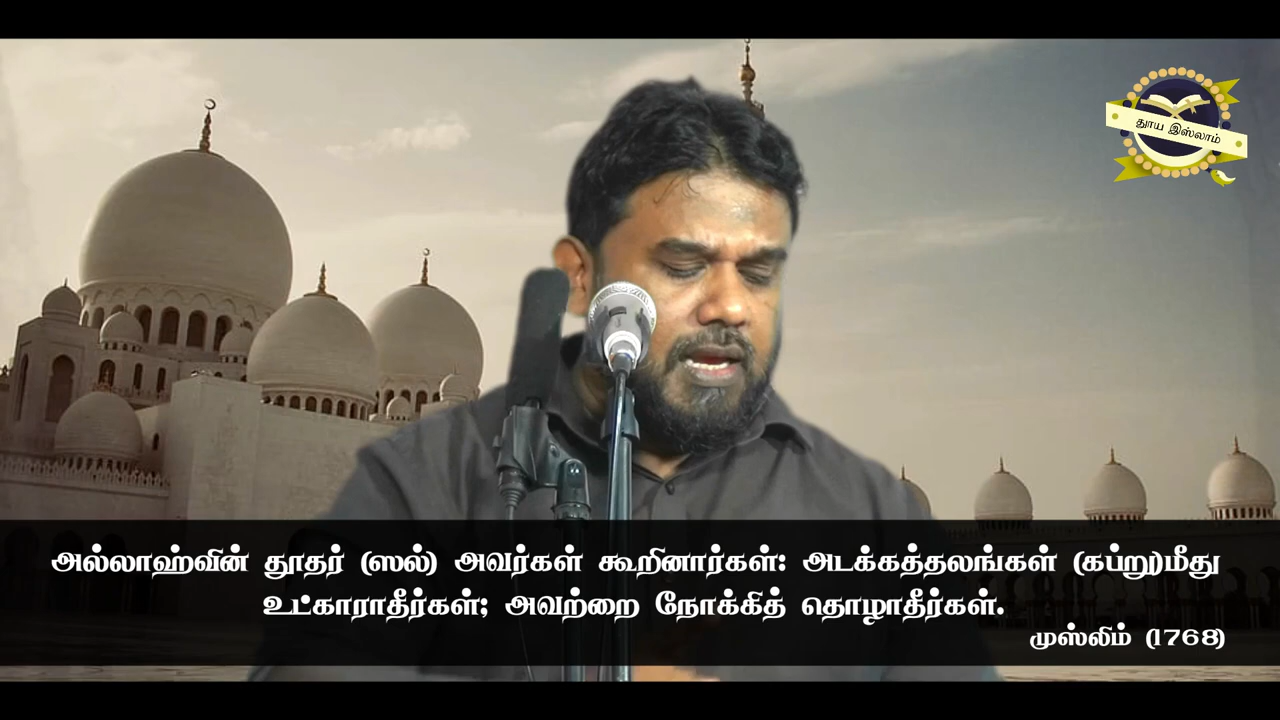 தூய இஸ்லாம்
அல்லாஹ்வின் தூதர் (ஸல்) அவர்கள் கூறினார்கள்: அடக்கத்தலங்கள் (கப்று)மீது
உட்காராதீர்கள்; அவற்றை நோக்கித் தொழாதீர்கள்.
முஸ்லிம் (1768)